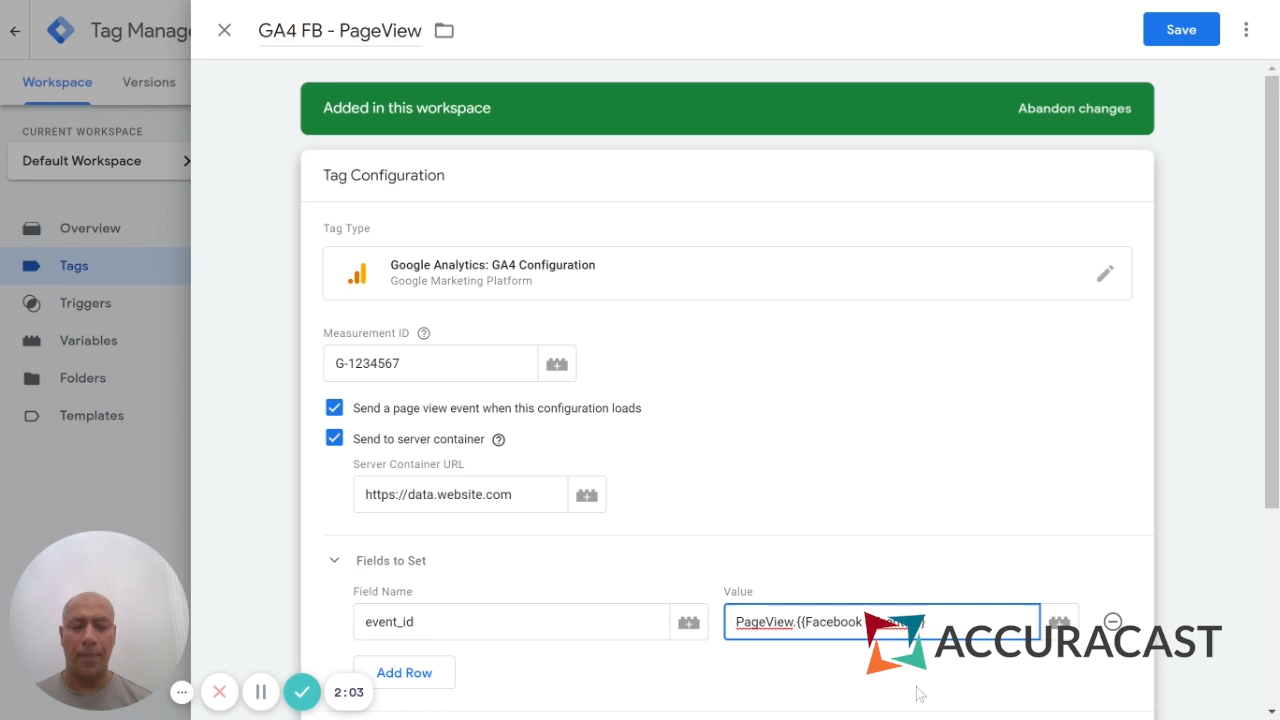 Tag Manag
GA4 FB - PageView
Save
Workspace
Versions
CURRENT WORKSPACE
Default Workspace
Overview
Tags
Triggers
Variables
Folders
Templates
Added in this workspace
Abandon changes
Tag Configuration
Tag Type
Google Analytics: GA4 Configuration
Google Marketing Platform
Measurement ID
G-1234567
Send a page view event when this configuration loads
Send to server container
Server Container URL
https://data.website.com
Fields to Set
Field Name
Value
event_id
PageView.{{Facebook
ACCURACAST
Add Row
2:03